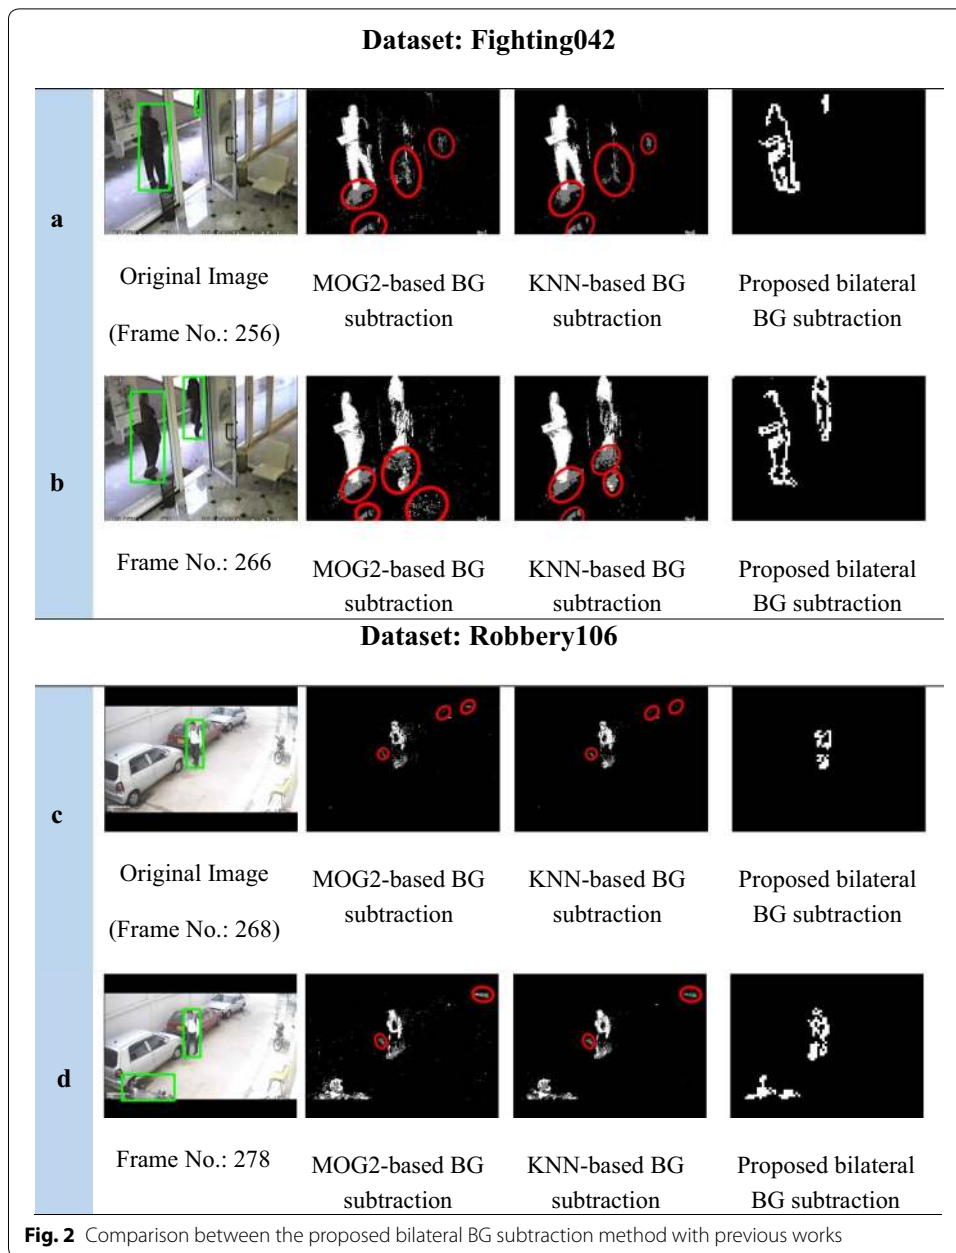 Dataset: Fighting042
a
Original Image
(Frame No.: 256)
MOG2-based BG
subtraction
KNN-based BG
subtraction
Proposed bilateral
BG subtraction
b
Frame No.: 266
MOG2-based BG
subtraction
KNN-based BG
subtraction
Proposed bilateral
BG subtraction
Dataset: Robbery106
c
Original Image
(Frame No.: 268)
MOG2-based BG
subtraction
KNN-based BG
subtraction
Proposed bilateral
BG subtraction
d
Frame No.: 278
MOG2-based BG
subtraction
KNN-based BG
subtraction
Proposed bilateral
BG subtraction
Fig. 2 Comparison between the proposed bilateral BG subtraction method with previous works